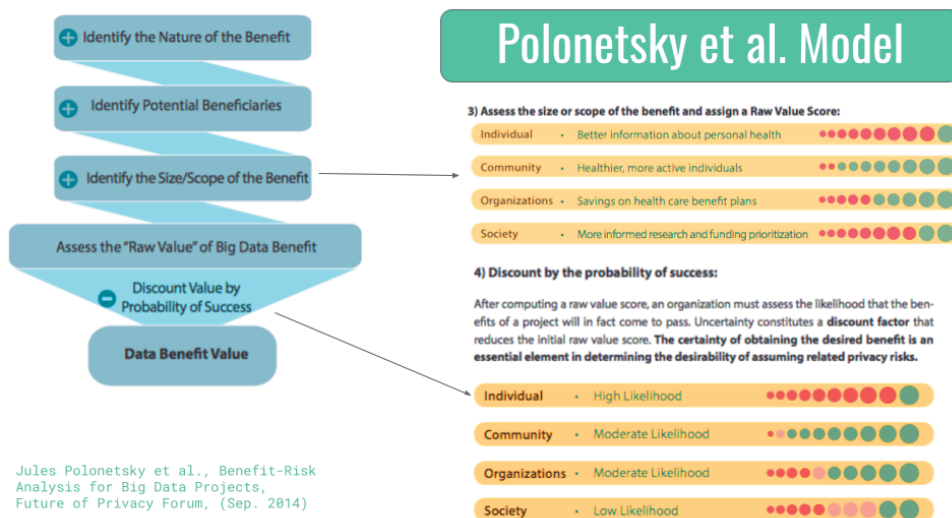 Identify the Nature of the Benefit
Identify Potential Beneficiaries
Identify the Size/Scope of the Benefit
Assess the "Raw Value" of Big Data Benefit
Discount Value by
Probability of Success
Data Benefit Value
Jules Polonetsky et al., Benefit-Risk
Analysis for Big Data Projects,
Future of Privacy Forum, (Sep. 2014)
Polonetsky et al. Model
3) Assess the size or scope of the benefit and assign a Raw Value Score:
Individual • Better information about personal health
Community • Healthier, more active individuals
Organizations • Savings on health care benefit plans
Society • More informed research and funding prioritization
4) Discount by the probability of success:
After computing a raw value score, an organization must assess the likelihood that the ben-
efits of a project will in fact come to pass. Uncertainty constitutes a discount factor that
reduces the initial raw value score. The certainty of obtaining the desired benefit is an
essential element in determining the desirability of assuming related privacy risks.
Individual • High Likelihood
Community • Moderate Likelihood
Organizations • Moderate Likelihood
Society • Low Likelihood